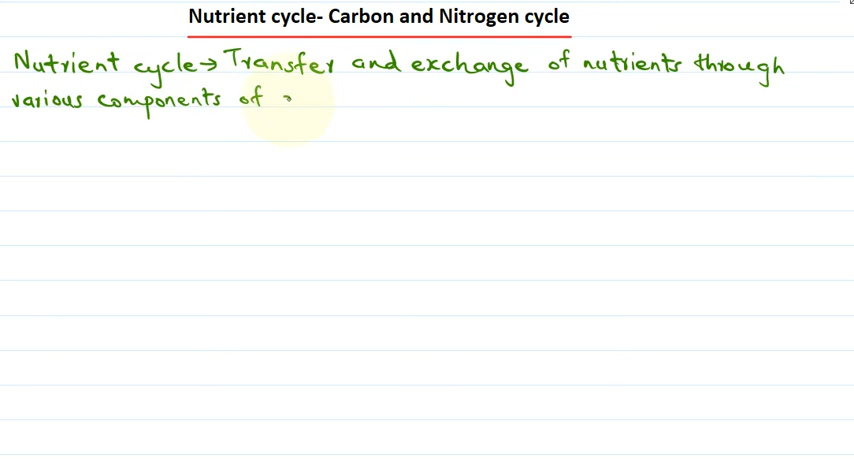 Nutrient cycle- Carbon and Nitrogen cycle
Nutrient cycle → Transfer and exchange of nutrients through
various components of